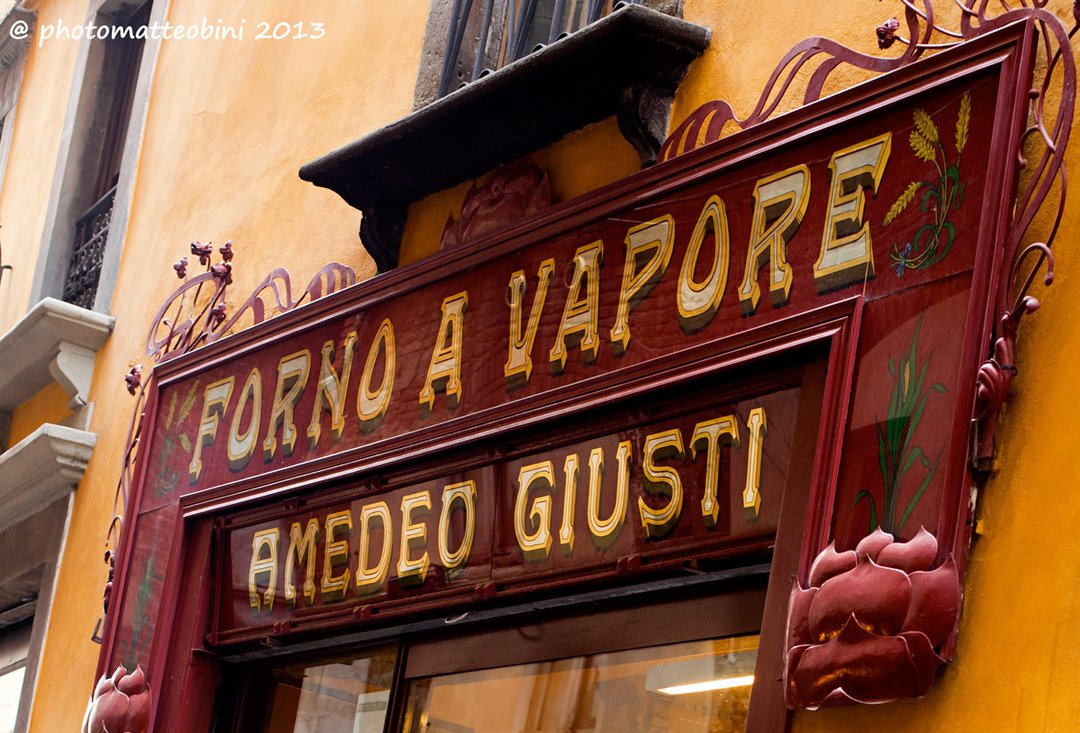 @ photomatteobini 2013
FORNO A VAPORE
AMEDEO GIUSTI